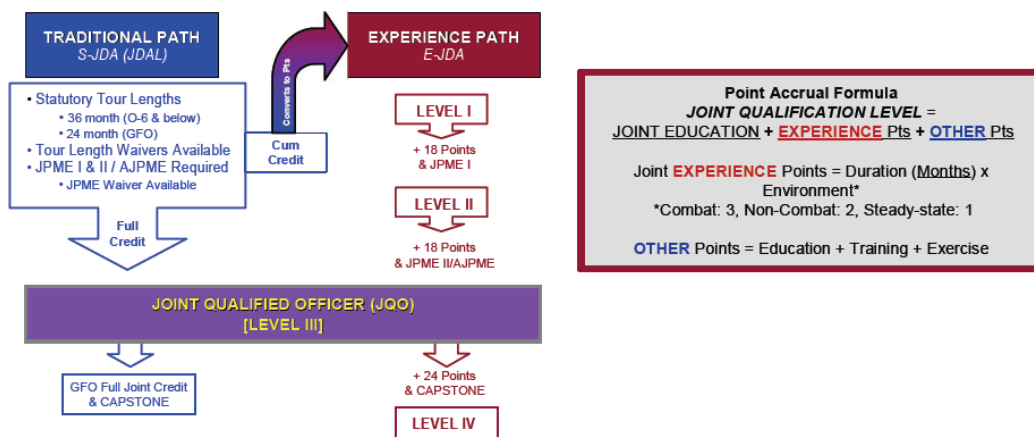 TRADITIONAL PATH
S-JDA (JDAL)
• Statutory Tour Lengths
• 36 month (O-6 & below)
• 24 month (GFO)
• Tour Length Waivers Available
• JPME I & II / AJPME Required
• JPME Waiver Available
Full
Credit
Cum
Credit
Converts to Pts
EXPERIENCE PATH
E-JDA
LEVEL I
+ 18 Points
& JPME I
LEVEL II
+ 18 Points
& JPME II/AJPME
JOINT QUALIFIED OFFICER (JQO)
[LEVEL III]
GFO Full Joint Credit
& CAPSTONE
+ 24 Points
& CAPSTONE
LEVEL IV
Point Accrual Formula
JOINT QUALIFICATION LEVEL =
JOINT EDUCATION + EXPERIENCE Pts + OTHER Pts
Joint EXPERIENCE Points = Duration (Months) x
Environment*
*Combat: 3, Non-Combat: 2, Steady-state: 1
OTHER Points = Education + Training + Exercise